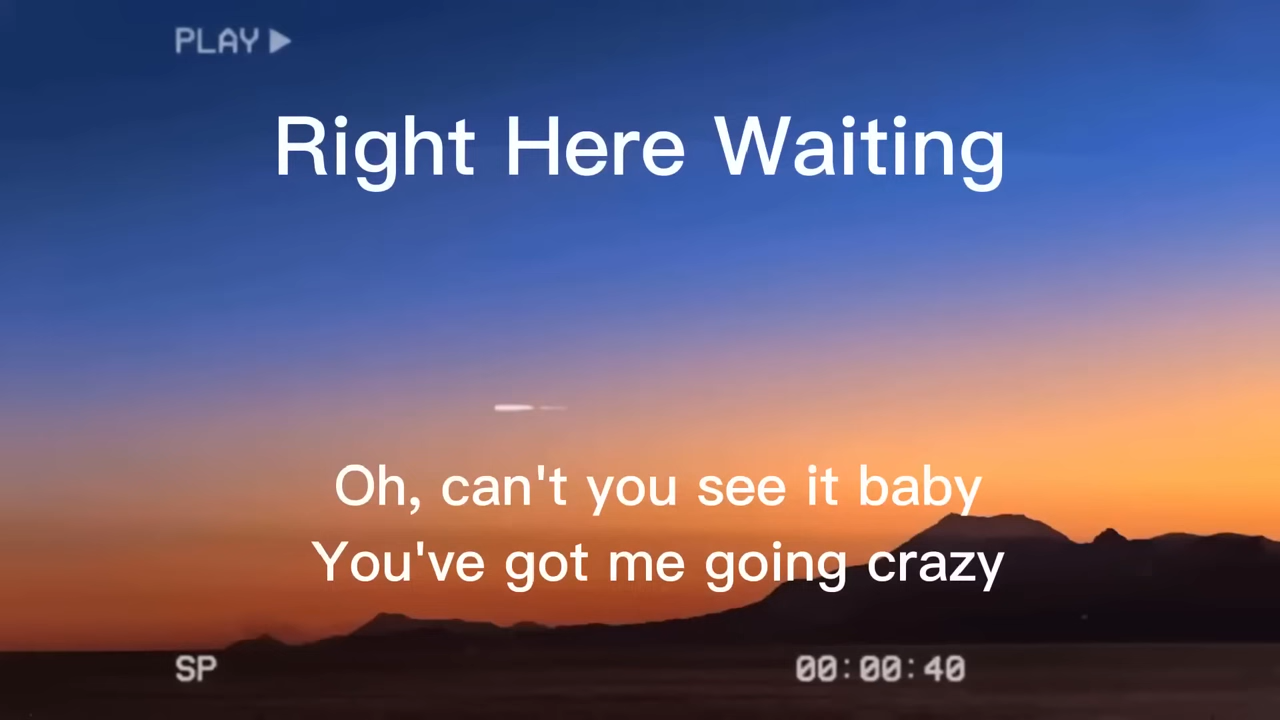 PLAY ▶
Right Here Waiting
Oh, can't you see it baby
You've got me going crazy
SP
00:00:40